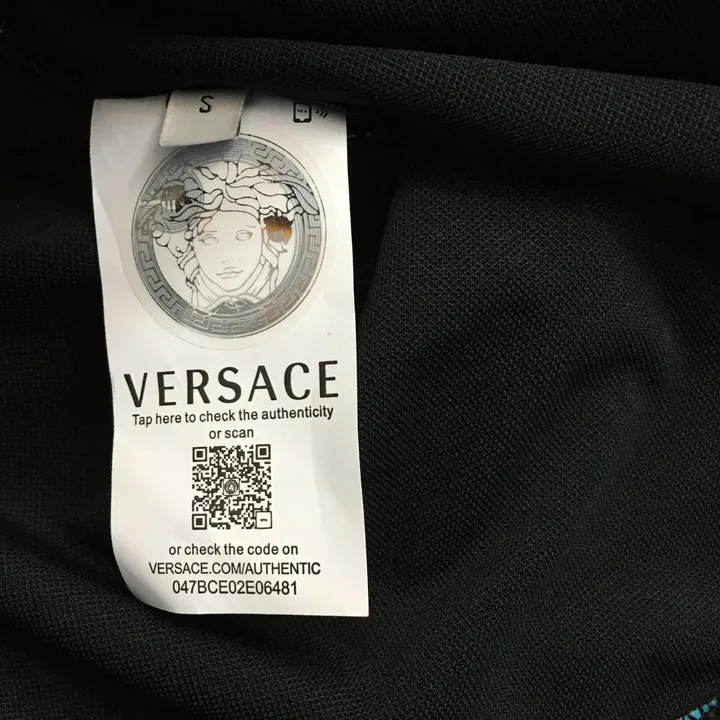 S
VERSACE
Tap here to check the authenticity
or scan
or check the code on
VERSACE.COM/AUTHENTIC
047BCE02E06481